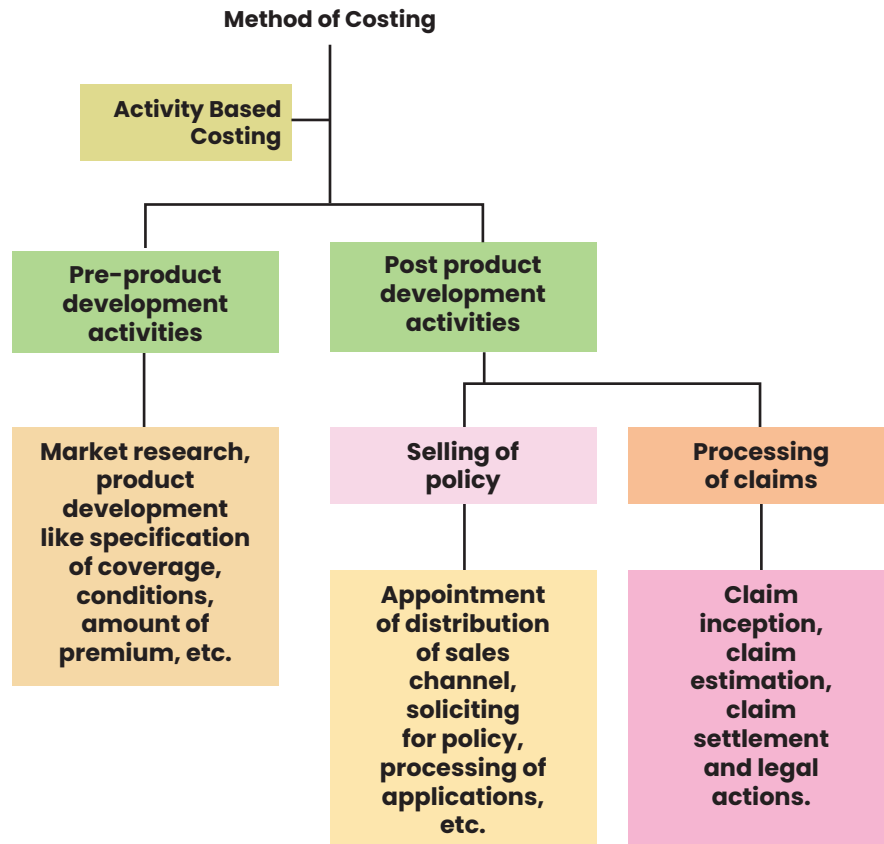 Method of Costing
Activity Based
Costing
Pre-product
development
activities
Post product
development
activities
Market research,
product
development
like specification
of coverage,
conditions,
amount of
premium, etc.
Selling of
policy
Processing
of claims
Appointment
of distribution
of sales
channel,
soliciting
for policy,
processing of
applications,
etc.
Claim
inception,
claim
estimation,
claim
settlement
and legal
actions.